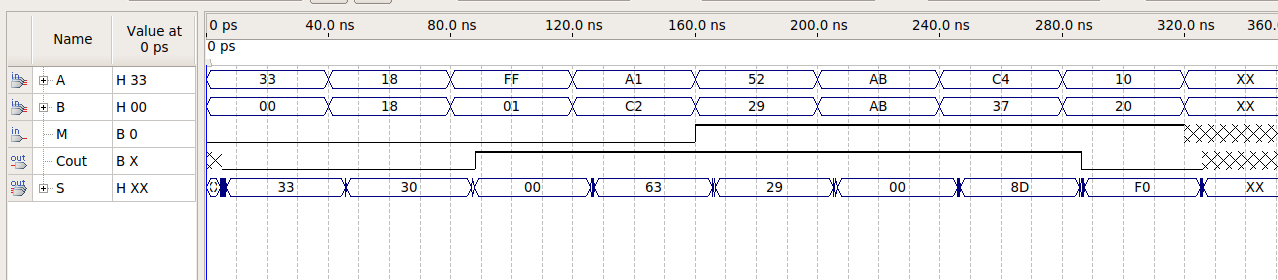 Name Value at 0 ps 0 ps 40.0 ns 80.0 ns 120.0 ns 160.0 ns 200.0 ns 240.0 ns 280.0 ns 320.0 ns 360.
0 ps
in A H 33 33 18 FF A1 52 AB C4 10 XX
in B H 00 00 18 01 C2 29 AB 37 20 XX
in M B 0
out Cout B X
out S H XX 33 30 00 63 29 00 8D F0 XX